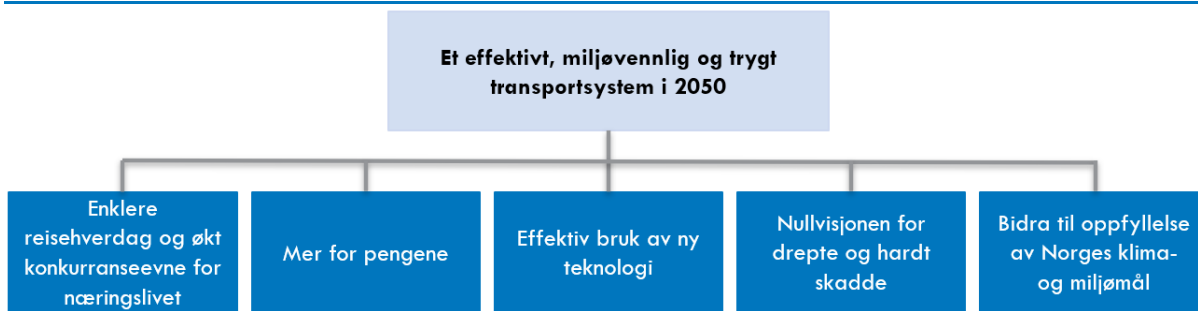 Et effektivt, miljøvennlig og trygt
transportsystem i 2050
Enklere
reisehverdag og økt
konkurranseevne for
næringslivet
Mer for pengene
Effektiv bruk av ny
teknologi
Nullvisjonen for
drepte og hardt
skadde
Bidra til oppfyllelse
av Norges klima-
og miljømål